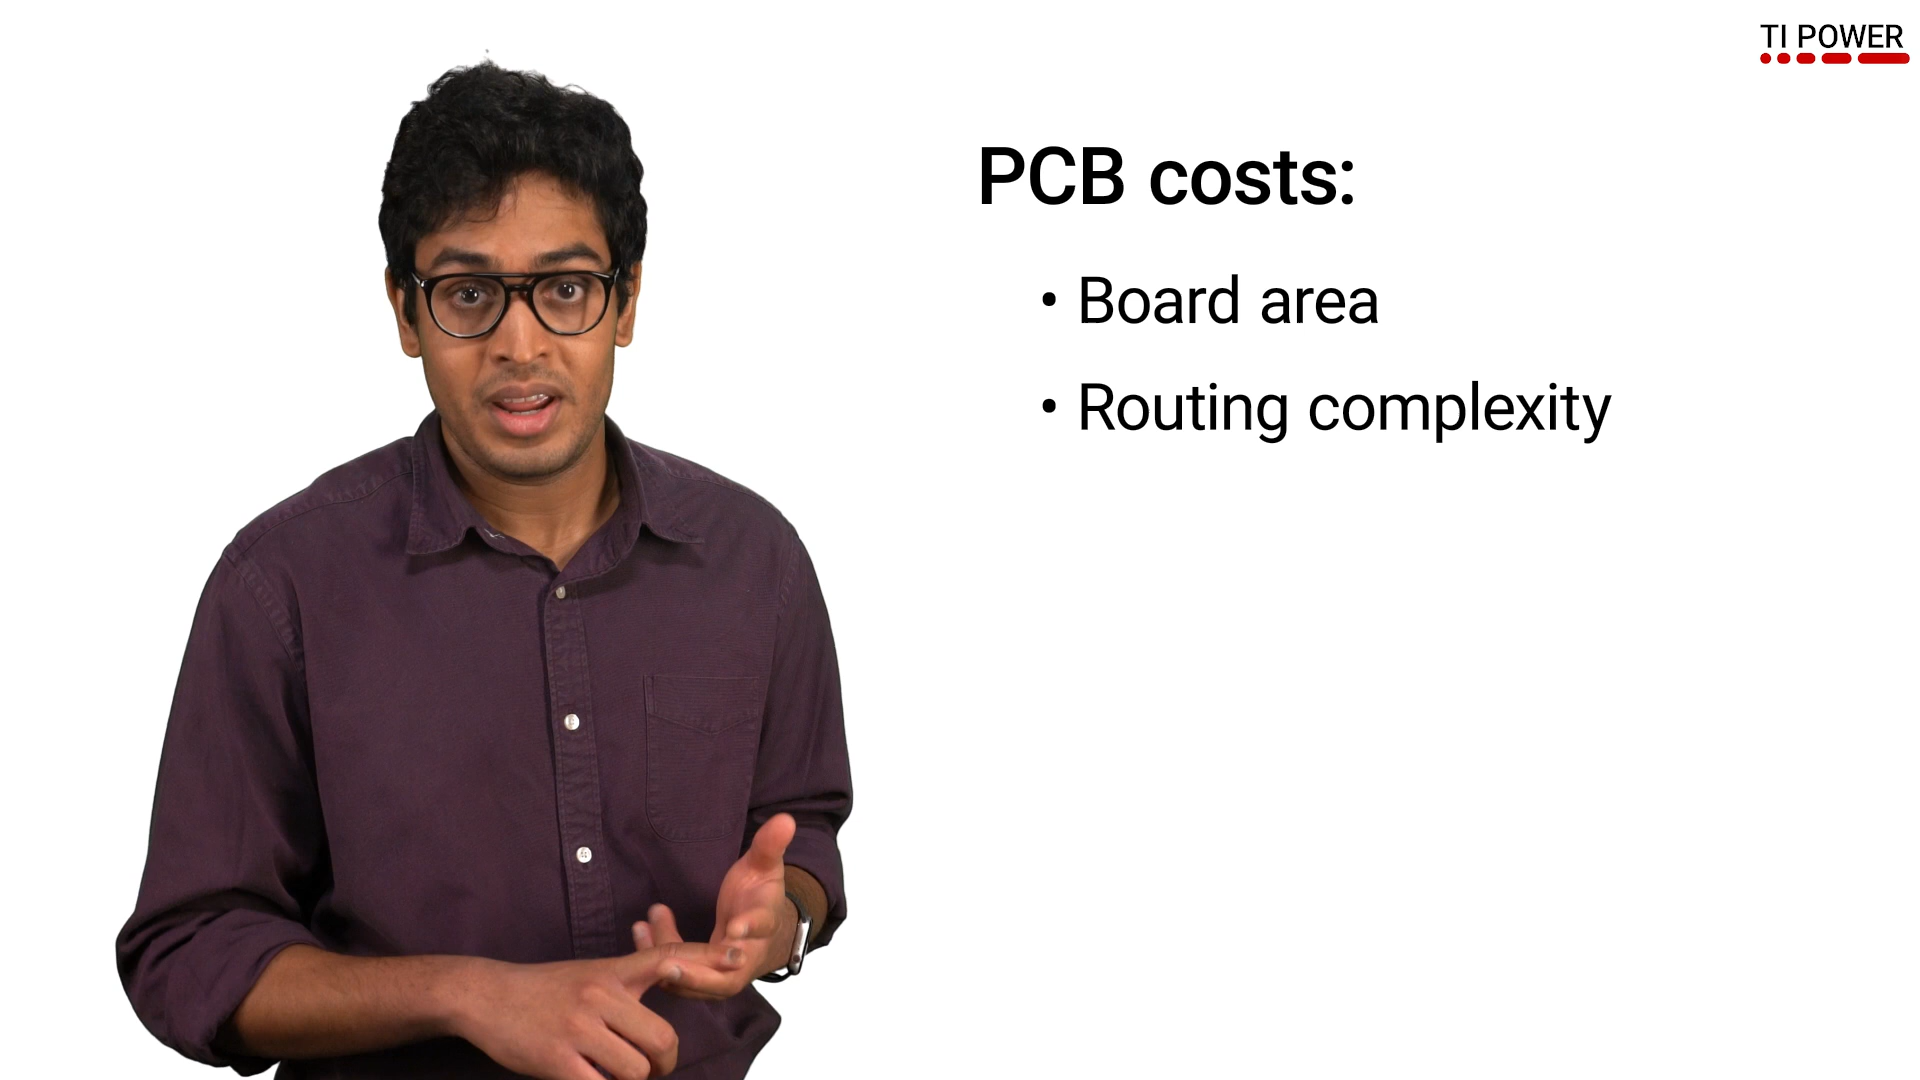 TI POWER
PCB costs:
• Board area
• Routing complexity